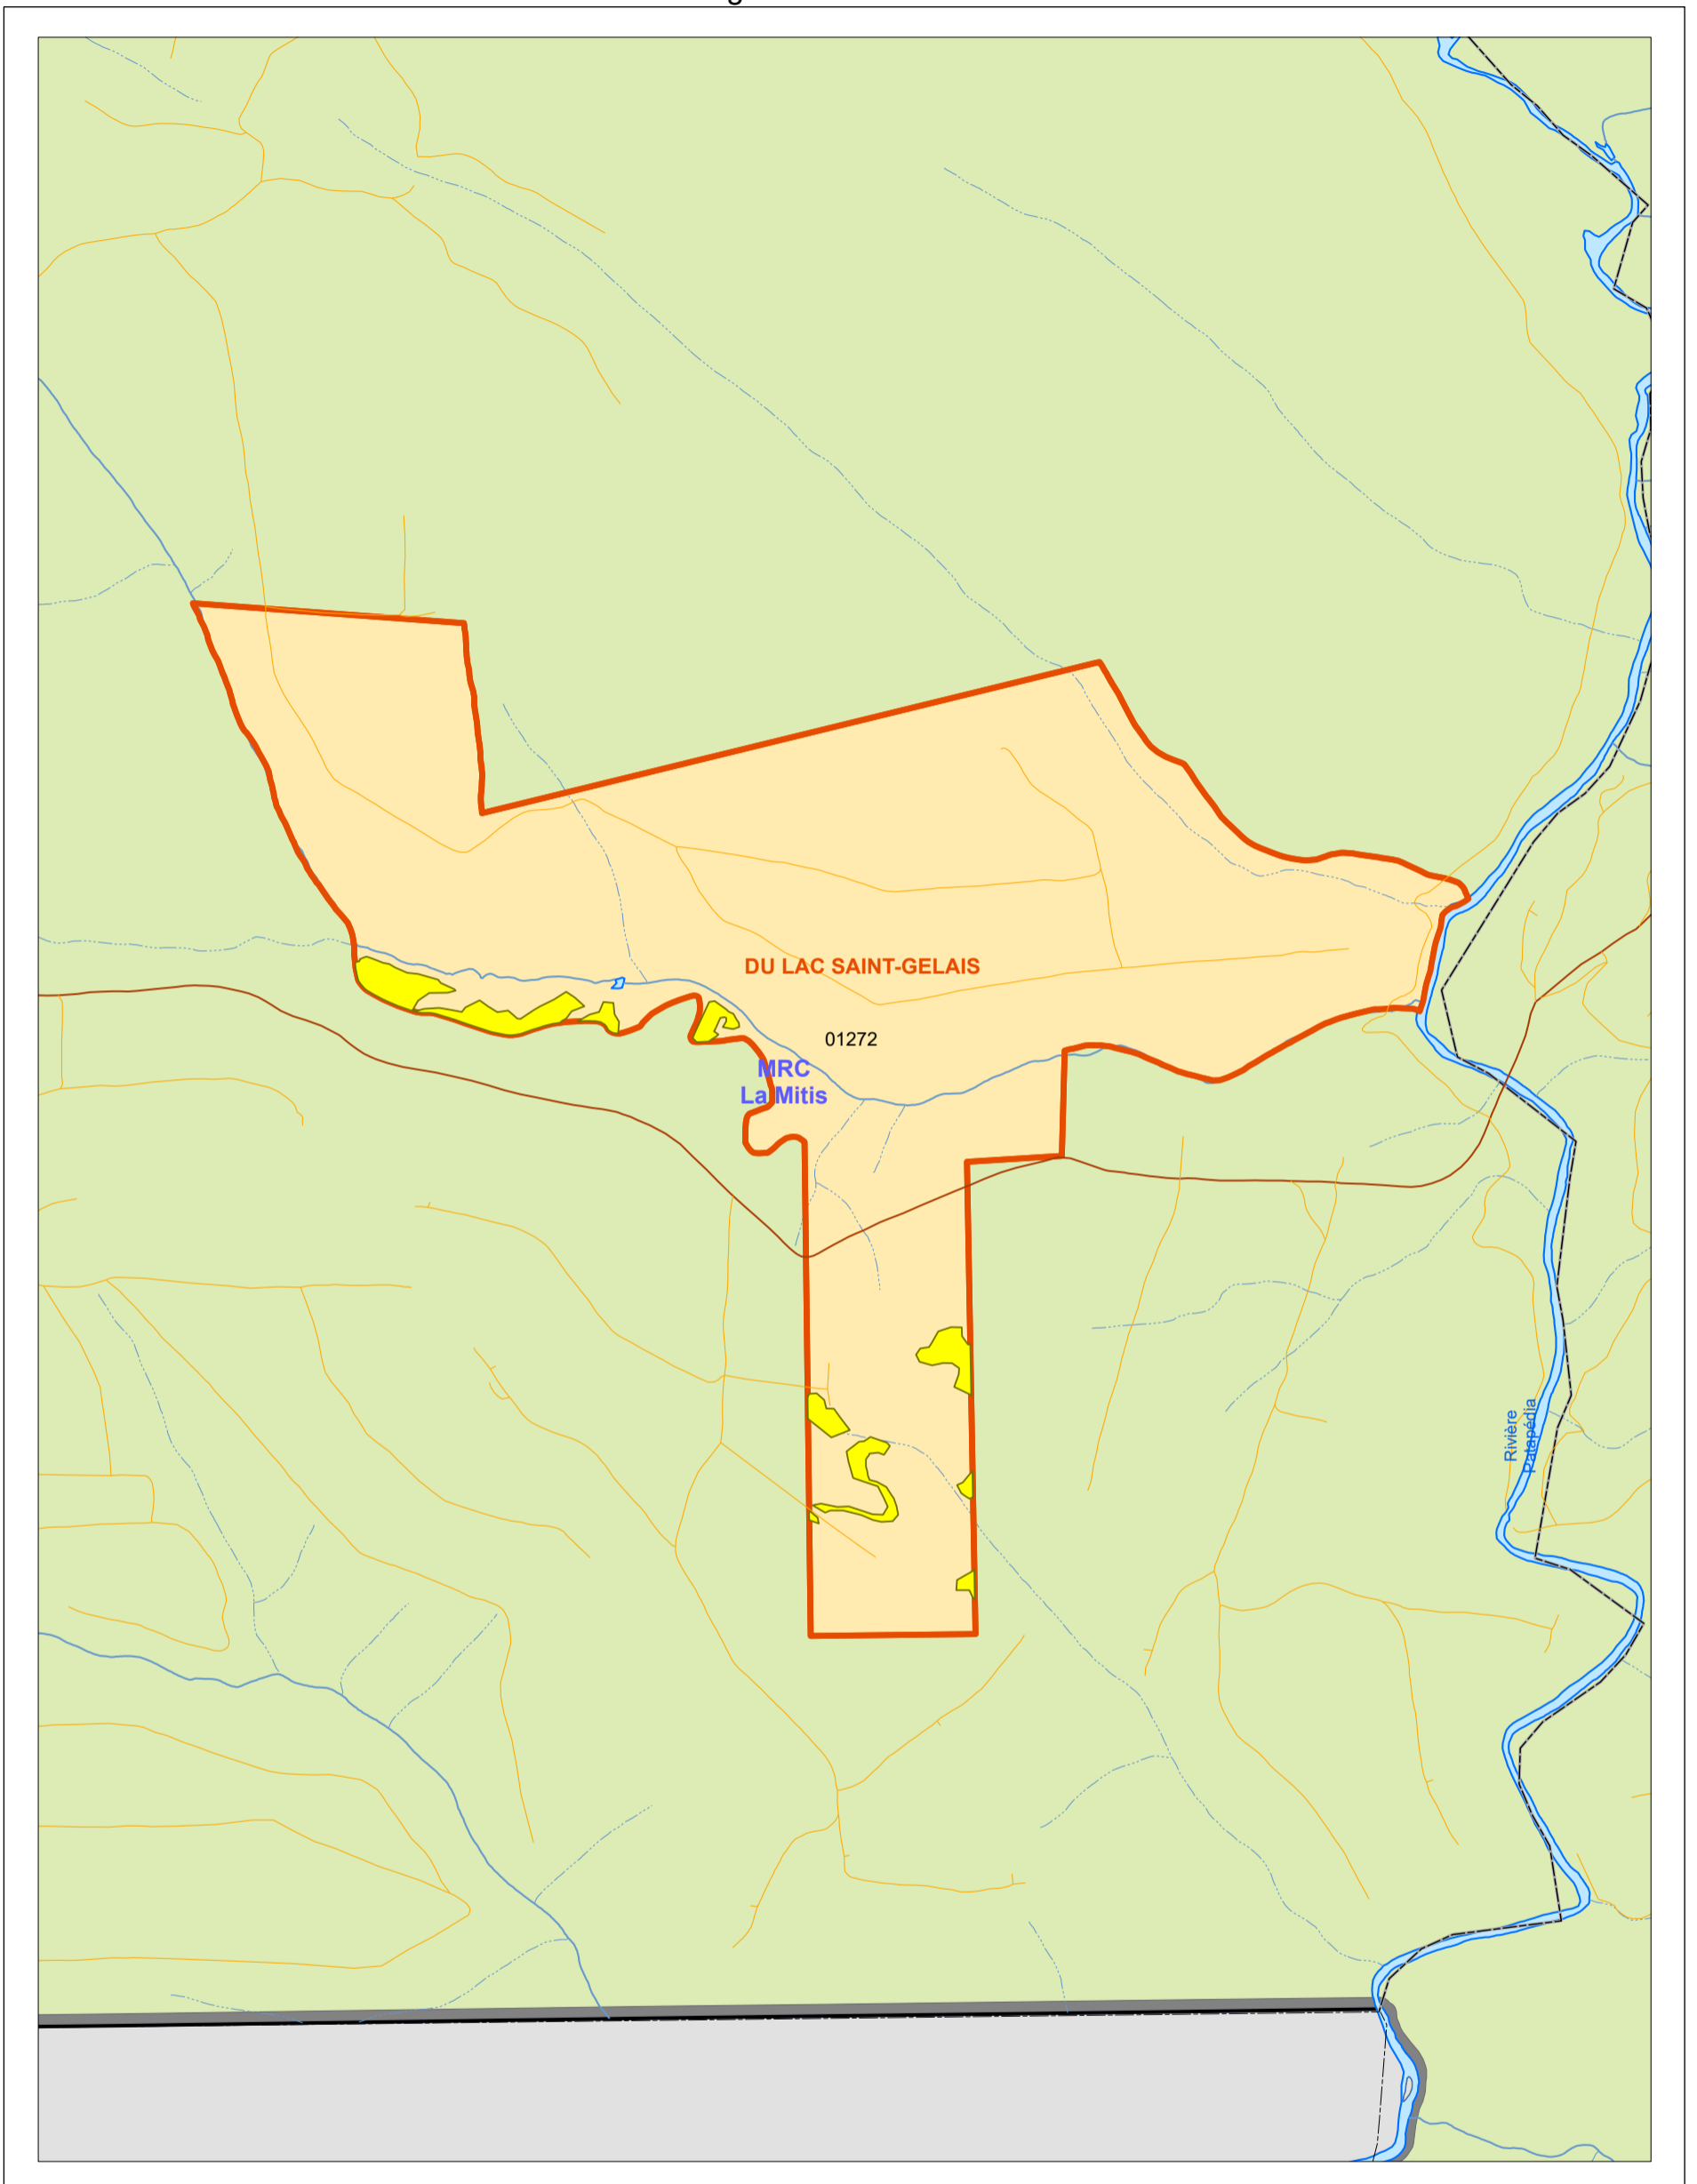 DU LAC SAINT-GELAIS
01272
MRC
La Mitis
Rivière
Patapédia